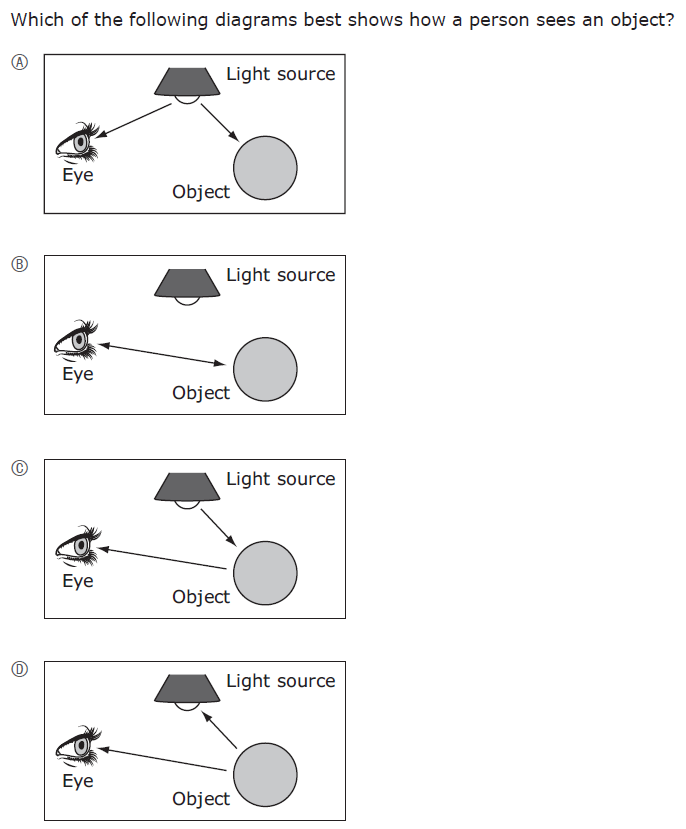 Which of the following diagrams best shows how a person sees an object?
Ⓐ
Light source
Eye
Object
Ⓑ
Light source
Eye
Object
Ⓒ
Light source
Eye
Object
Ⓓ
Light source
Eye
Object